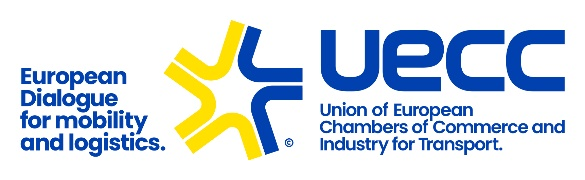 European
Dialogue
for mobility
and logistics.
©
UECC
Union of European
Chambers of Commerce and
Industry for Transport.